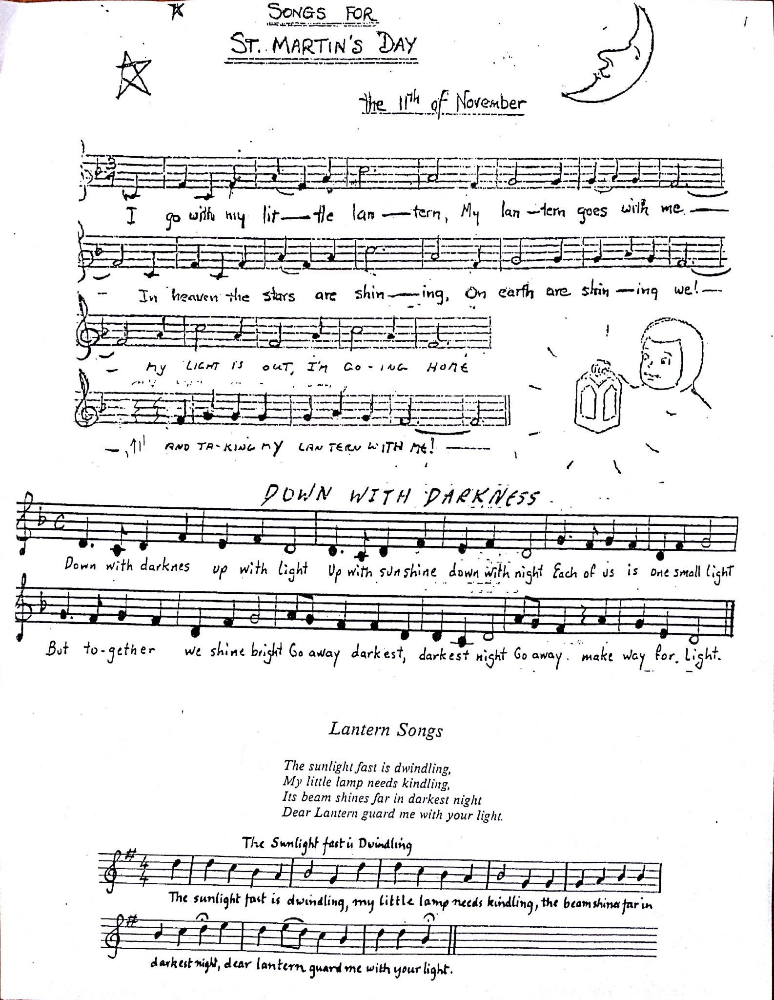 SONGS FOR
ST. MARTIN'S DAY
the 11th of November
I go with my lit—tle lan—tern, My lan—tern goes with me.—
- In heaven the stars are shin—ing, On earth are shin—ing we!—
- My LIGHT IS OUT, I'M GO-ING HOME
AND TA-KING MY LANTERN WITH ME! —
DOWN WITH DARKNESS
Down with darknes up with light Up with sunshine down with night Each of us is one small light
But to-gether we shine bright Go away darkest, darkest night Go away. make way for. Light.
Lantern Songs
The sunlight fast is dwindling,
My little lamp needs kindling,
Its beam shines far in darkest night
Dear Lantern guard me with your light.
The Sunlight fast is Dwindling
The sunlight fast is dwindling, my little lamp needs kindling, the beam shines far in
darkest night, dear lantern guard me with your light.